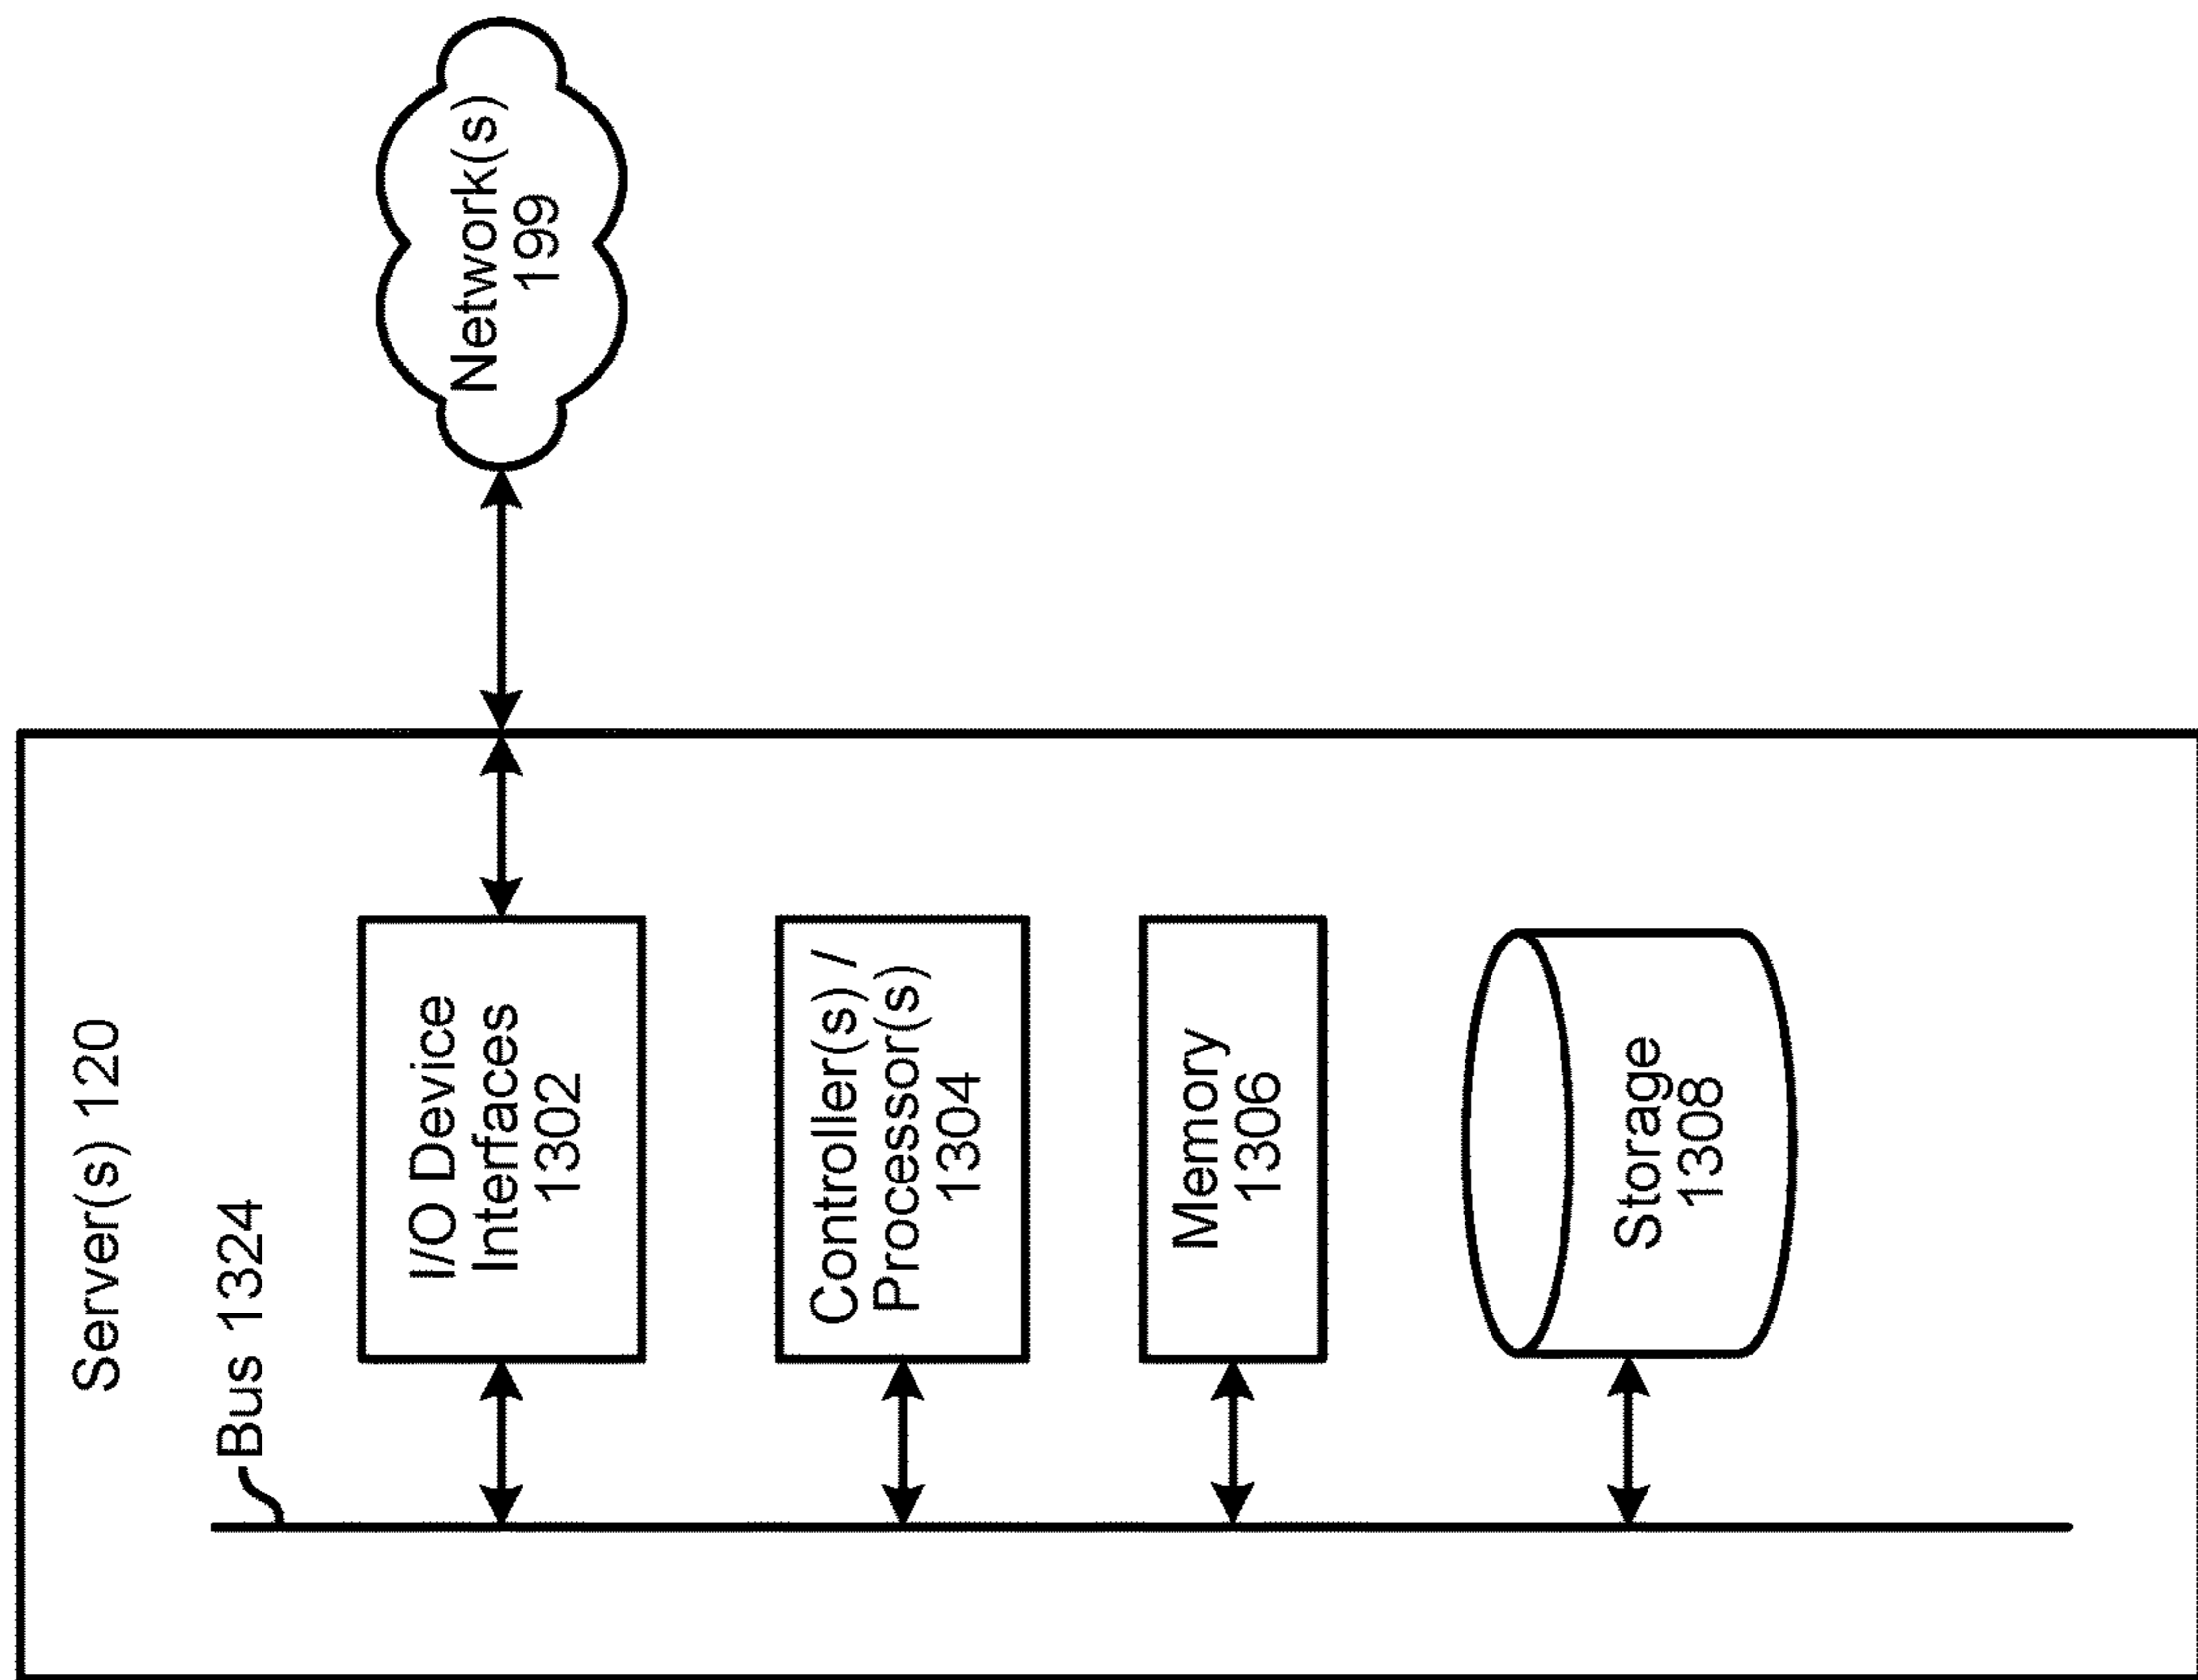 Server(s) 120
Bus 1324
I/O Device
Interfaces
1302
Network(s)
199
Controller(s) /
Processor(s)
1304
Memory
1306
Storage
1308